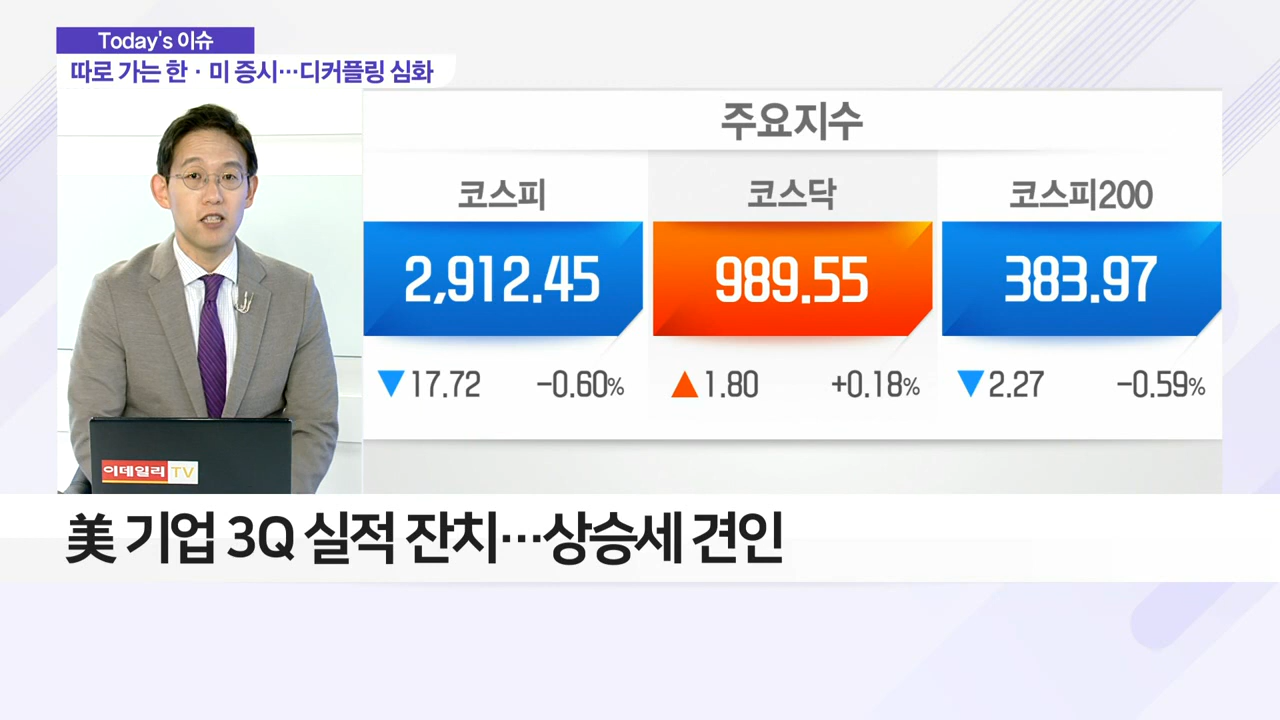 Today's 이슈
따로 가는 한·미 증시…디커플링 심화
주요지수
코스피 코스닥 코스피200
2,912.45 989.55 383.97
▼17.72 -0.60% ▲1.80 +0.18% ▼2.27 -0.59%
이데일리 TV
美 기업 3Q 실적 잔치…상승세 견인